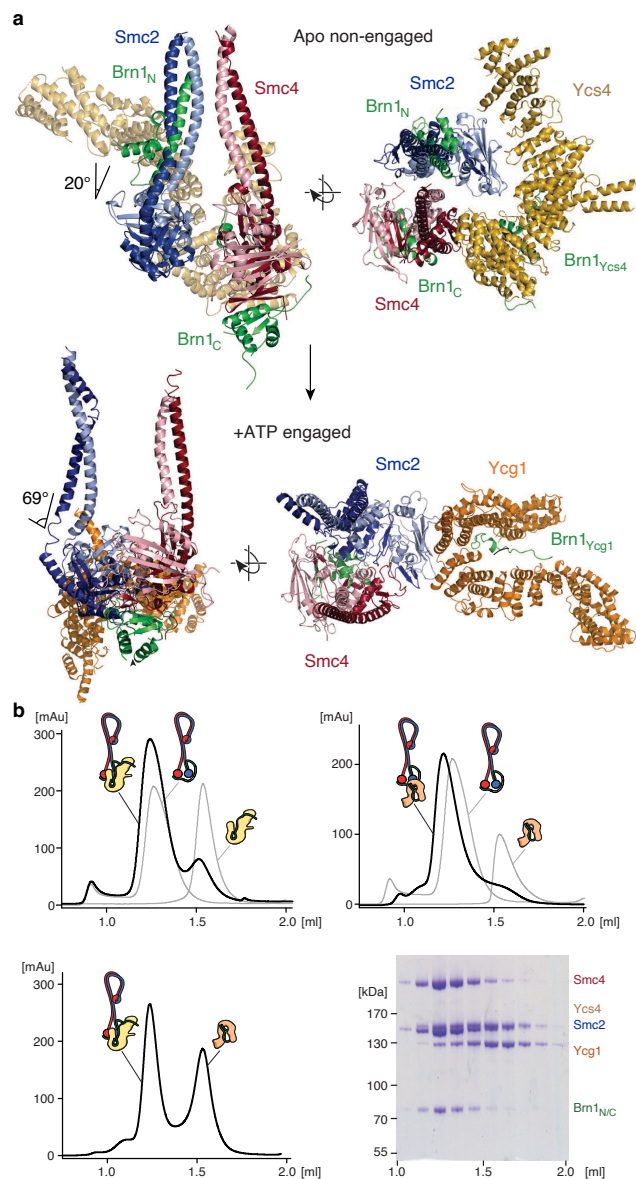 a
Smc2
Apo non-engaged
BrnN
Smc4
Smc2
Ycs4
Brn1N
20°
Brn1YCS4
Smc4
Brn1C
Brn1C
+ATP engaged
Smc2
Ycg1
69°
Brn1Ycg1
Smc4
b
[mAu]
[mAu]
300
200
200
100
100
0
0
1.0
1.5
2.0
[ml]
1.0
1.5
2.0
[ml]
[mAu]
300
[kDa]
Smc4
170
Ycs4
200
Smc2
130
Ycg1
100
100
Brn1N/C
70
0
55
1.0
1.5
2.0
[ml]
1.0
1.5
2.0
[ml]